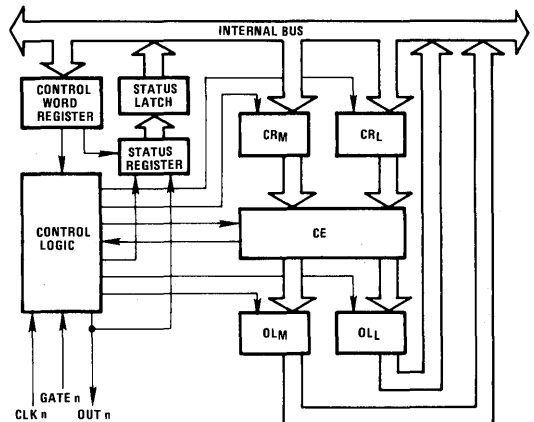 INTERNAL BUS
CONTROL
WORD
REGISTER
STATUS
LATCH
STATUS
REGISTER
CRM
CRL
CONTROL
LOGIC
CE
OLM
OLL
GATE n
CLK n
OUT n